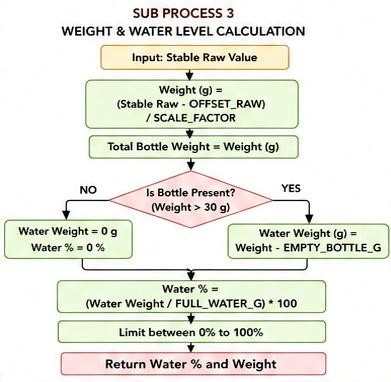 SUB PROCESS 3
WEIGHT & WATER LEVEL CALCULATION
Input: Stable Raw Value
Weight (g) =
(Stable Raw - OFFSET_RAW)
/ SCALE_FACTOR
Total Bottle Weight = Weight (g)
Is Bottle Present?
(Weight > 30 g)
NO
YES
Water Weight = 0 g
Water % = 0 %
Water Weight (g) =
Weight - EMPTY_BOTTLE_G
Water % =
(Water Weight / FULL_WATER_G) * 100
Limit between 0% to 100%
Return Water % and Weight